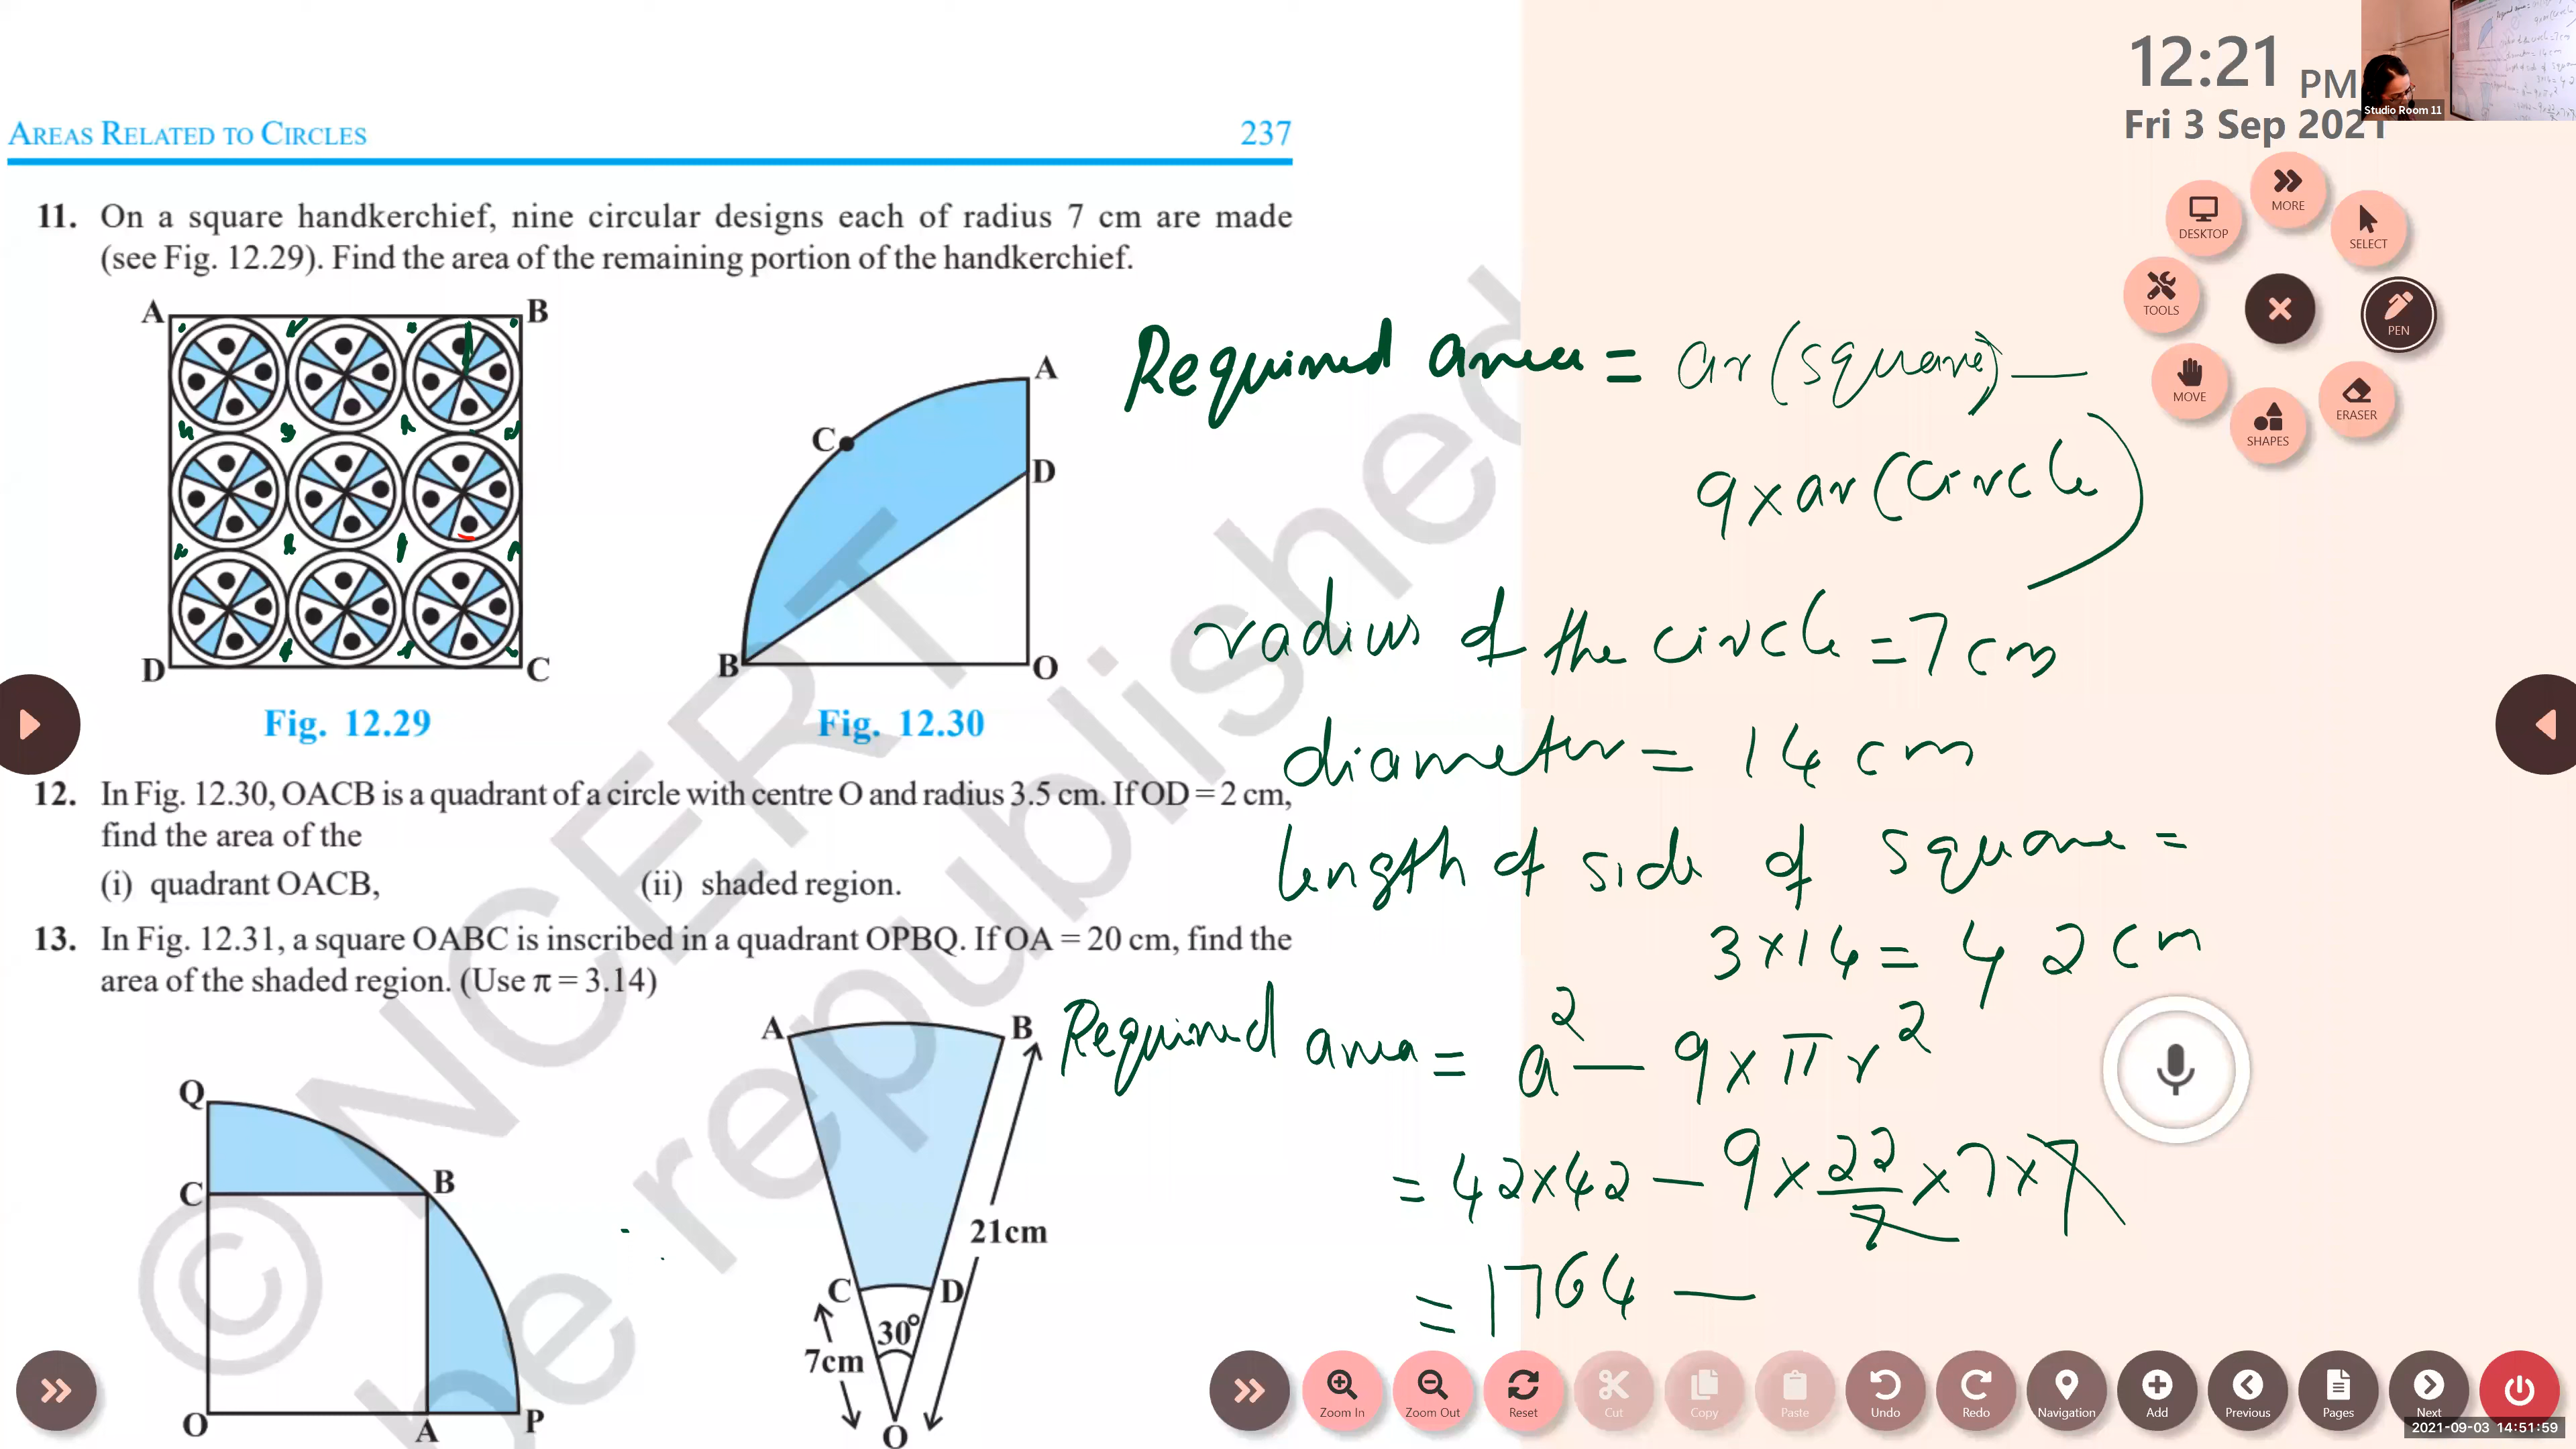 AREAS RELATED TO CIRCLES 237
11. On a square handkerchief, nine circular designs each of radius 7 cm are made
(see Fig. 12.29). Find the area of the remaining portion of the handkerchief.
A B
D C
Fig. 12.29
A
C
D
B O
Fig. 12.30
12. In Fig. 12.30, OACB is a quadrant of a circle with centre O and radius 3.5 cm. If OD = 2 cm,
find the area of the
(i) quadrant OACB, (ii) shaded region.
13. In Fig. 12.31, a square OABC is inscribed in a quadrant OPBQ. If OA = 20 cm, find the
area of the shaded region. (Use π = 3.14)
Q
C B
O A P
A B
21cm
C D
30°
7cm
O
© NCERT
be republished
Required area = ar(square) —
9 × ar(circle)
radius of the circle = 7 cm
diameter = 14 cm
length of side of square =
3×14 = 42 cm
Required area = a² — 9 × π r²
= 42×42 — 9 × 22/7 × 7 × 7
= 1764 —
12:21 PM
Fri 3 Sep 2021
Studio Room 11
MORE
DESKTOP
SELECT
TOOLS
PEN
MOVE
ERASER
SHAPES
Zoom In Zoom Out Reset Cut Copy Paste Undo Redo Navigation Add Previous Pages Next
2021-09-03 14:51:59